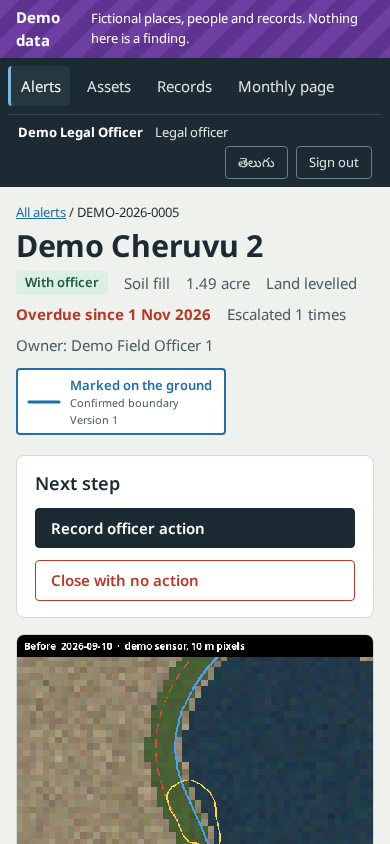 Demo data
Fictional places, people and records. Nothing here is a finding.
Alerts Assets Records Monthly page
Demo Legal Officer Legal officer
తెలుగు Sign out
All alerts / DEMO-2026-0005
Demo Cheruvu 2
With officer Soil fill 1.49 acre Land levelled
Overdue since 1 Nov 2026 Escalated 1 times
Owner: Demo Field Officer 1
Marked on the ground
Confirmed boundary
Version 1
Next step
Record officer action
Close with no action
Before 2026-09-10 · demo sensor, 10 m pixels